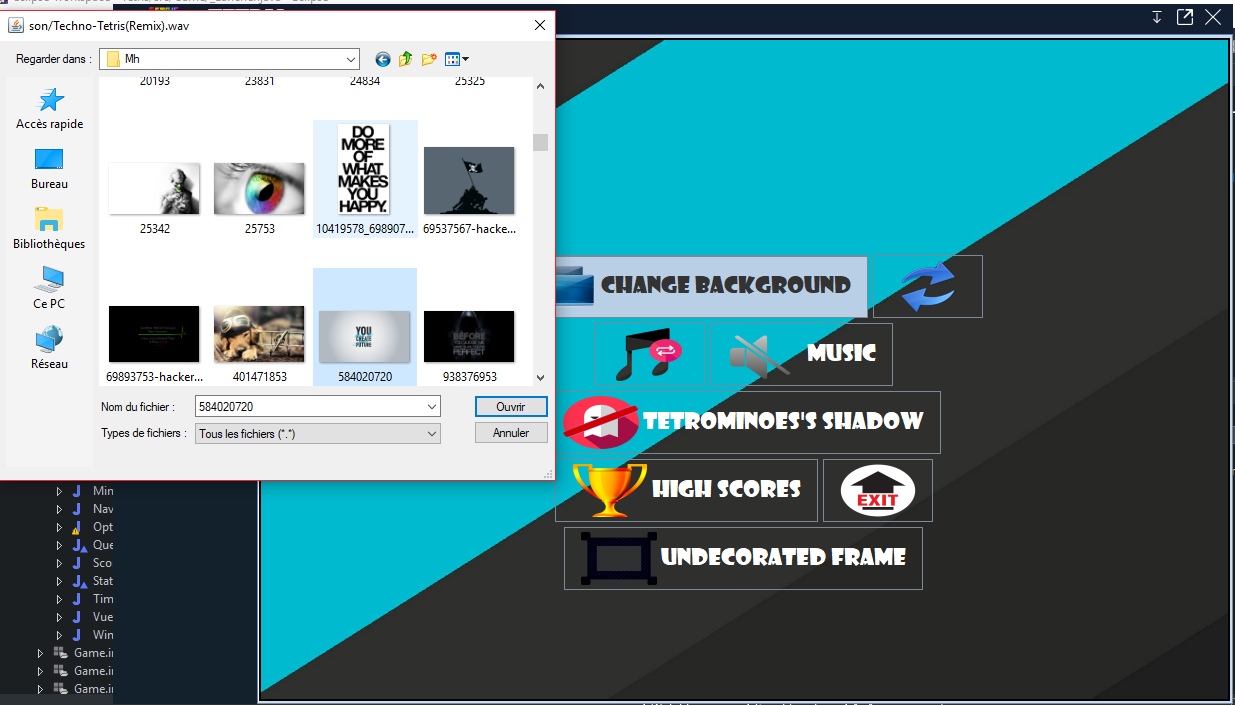 son/Techno-Tetris(Remix).wav
Regarder dans :
Mh
20193
23831
24834
25325
Accès rapide
Bureau
Bibliothèques
Ce PC
Réseau
DO
MORE
OF
WHAT
MAKES
YOU
HAPPY.
25342
25753
10419578_698907...
69537567-hacke...
YOU
CREATE
FUTURE
BEFORE
PERFECT
69893753-hacker...
401471853
584020720
938376953
Nom du fichier :
584020720
Ouvrir
Types de fichiers :
Tous les fichiers (*.*)
Annuler
CHANGE BACKGROUND
MUSIC
TETROMINOES'S SHADOW
HIGH SCORES
EXIT
UNDECORATED FRAME
Min
Nav
Opt
Que
Sco
Stat
Tim
Vue
Win
Game.i
Game.i
Game.i